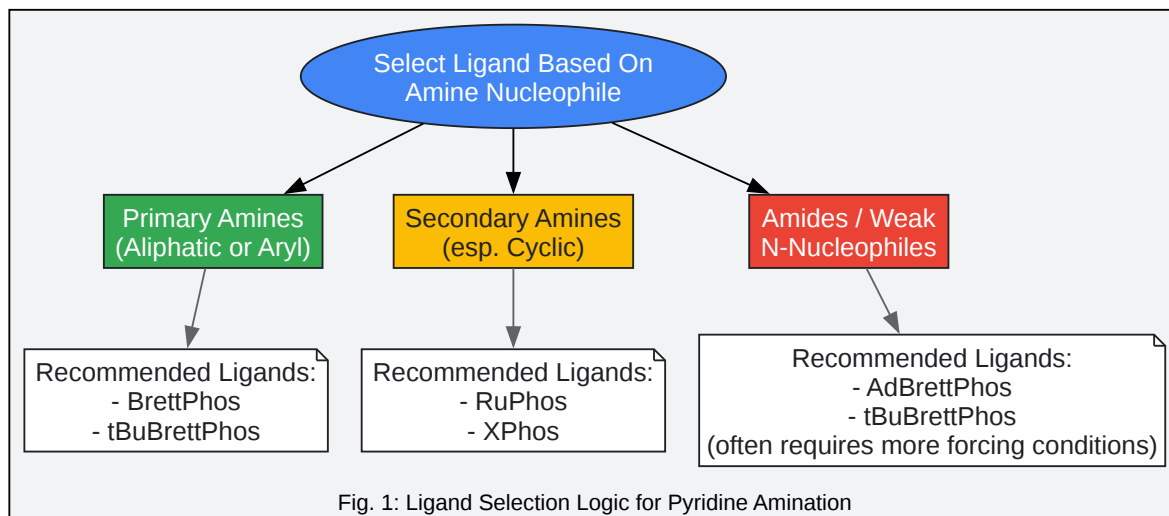 Select Ligand Based On
Amine Nucleophile
Primary Amines
(Aliphatic or Aryl)
Secondary Amines
(esp. Cyclic)
Amides / Weak
N-Nucleophiles
Recommended Ligands:
- BrettPhos
- tBuBrettPhos
Recommended Ligands:
- RuPhos
- XPhos
Recommended Ligands:
- AdBrettPhos
- tBuBrettPhos
(often requires more forcing conditions)
Fig. 1: Ligand Selection Logic for Pyridine Amination